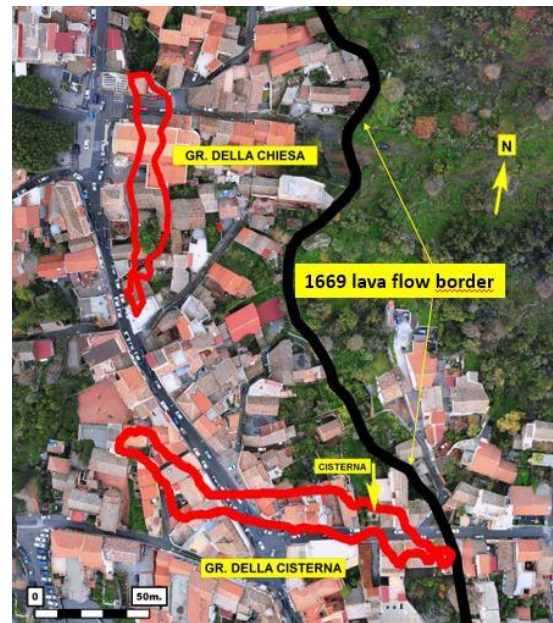 N
GR. DELLA CHIESA
1669 lava flow border
CISTERNA
GR. DELLA CISTERNA
0 50m.